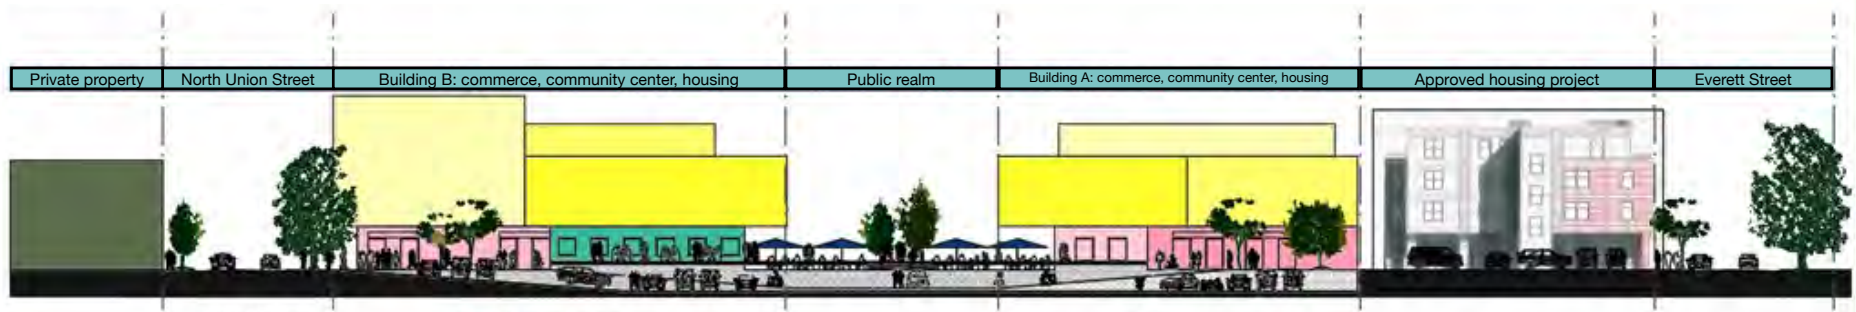 Private property
North Union Street
Building B: commerce, community center, housing
Public realm
Building A: commerce, community center, housing
Approved housing project
Everett Street